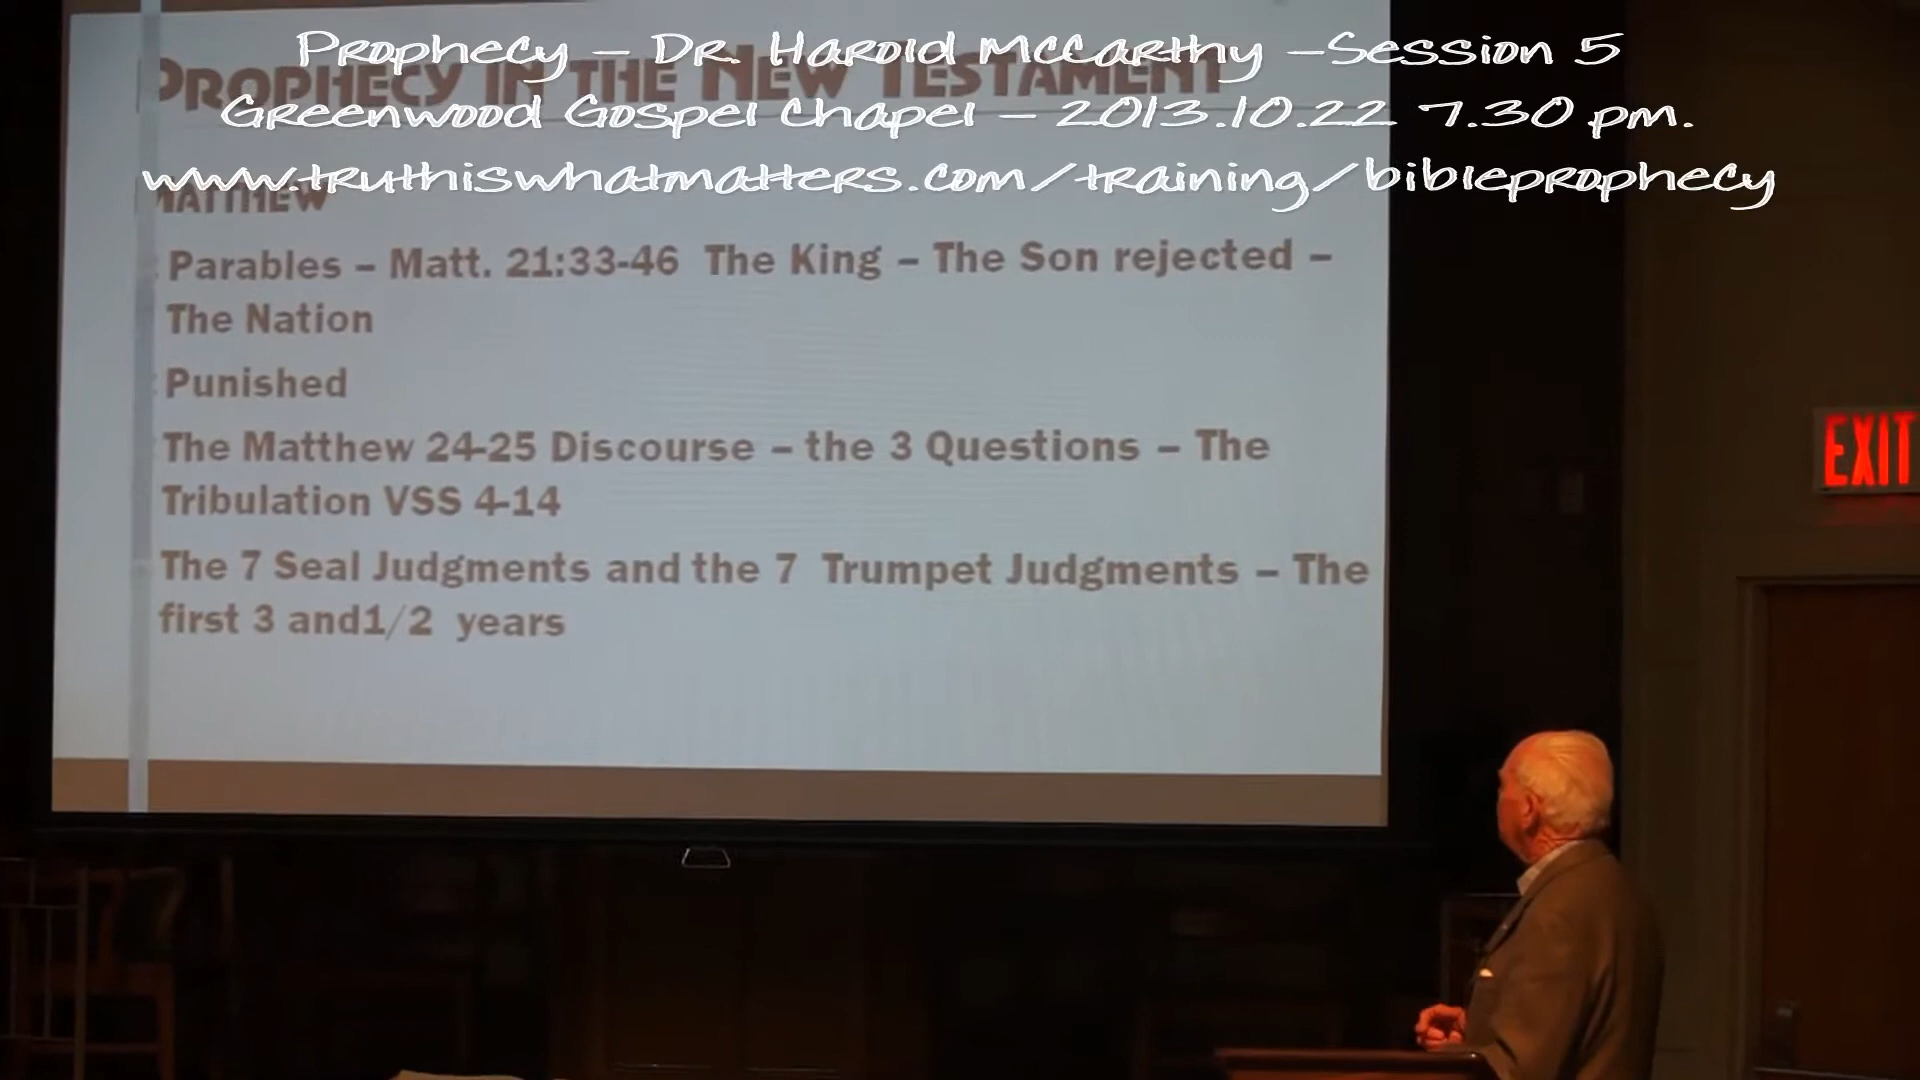 Prophecy – Dr. Harold McCarthy –Session 5
PROPHECY IN THE NEW TESTAMENT
Greenwood Gospel Chapel – 2013.10.22 7.30 pm.
www.truthiswhatmatters.com/training/bibleprophecy
MATTHEW
Parables – Matt. 21:33-46 The King – The Son rejected –
The Nation
Punished
The Matthew 24-25 Discourse – the 3 Questions – The
Tribulation VSS 4-14
The 7 Seal Judgments and the 7 Trumpet Judgments – The
first 3 and1/2 years
EXIT